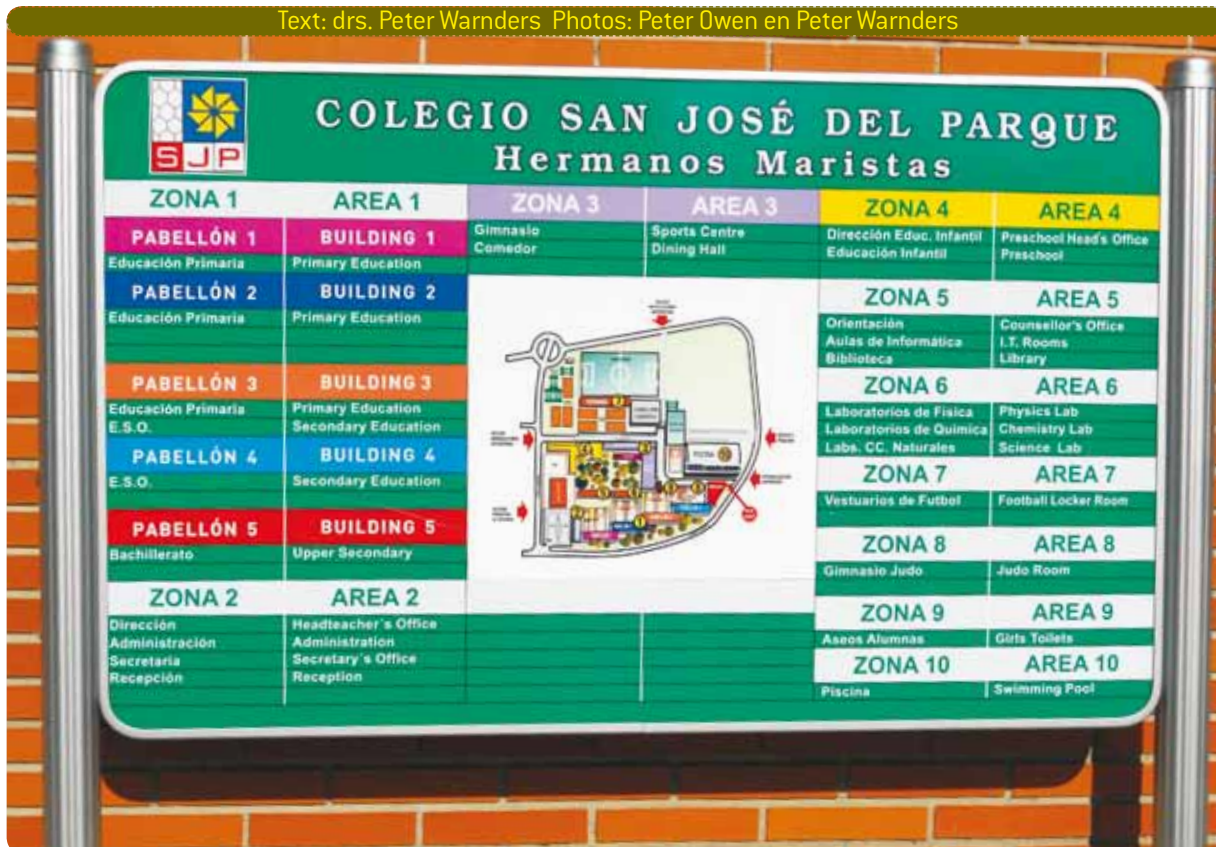 Text: drs. Peter Warnders Photos: Peter Owen en Peter Warnders
SJP
COLEGIO SAN JOSÉ DEL PARQUE
Hermanos Maristas
ZONA 1 AREA 1
PABELLÓN 1 BUILDING 1
Educación Primaria Primary Education
PABELLÓN 2 BUILDING 2
Educación Primaria Primary Education
PABELLÓN 3 BUILDING 3
Educación Primaria Primary Education
E.S.O. Secondary Education
PABELLÓN 4 BUILDING 4
E.S.O. Secondary Education
PABELLÓN 5 BUILDING 5
Bachillerato Upper Secondary
ZONA 2 AREA 2
Dirección Headteacher's Office
Administración Administration
Secretaría Secretary's Office
Recepción Reception
ZONA 3 AREA 3
Gimnasio Sports Centre
Comedor Dining Hall
ZONA 4 AREA 4
Dirección Educ. Infantil Preschool Head's Office
Educación Infantil Preschool
ZONA 5 AREA 5
Orientación Counsellor's Office
Aulas de Informática I.T. Rooms
Biblioteca Library
ZONA 6 AREA 6
Laboratorios de Física Physics Lab
Laboratorios de Química Chemistry Lab
Labs. CC. Naturales Science Lab
ZONA 7 AREA 7
Vestuarios de Futbol Football Locker Room
ZONA 8 AREA 8
Gimnasio Judo Judo Room
ZONA 9 AREA 9
Aseos Alumnas Girls Toilets
ZONA 10 AREA 10
Piscina Swimming Pool